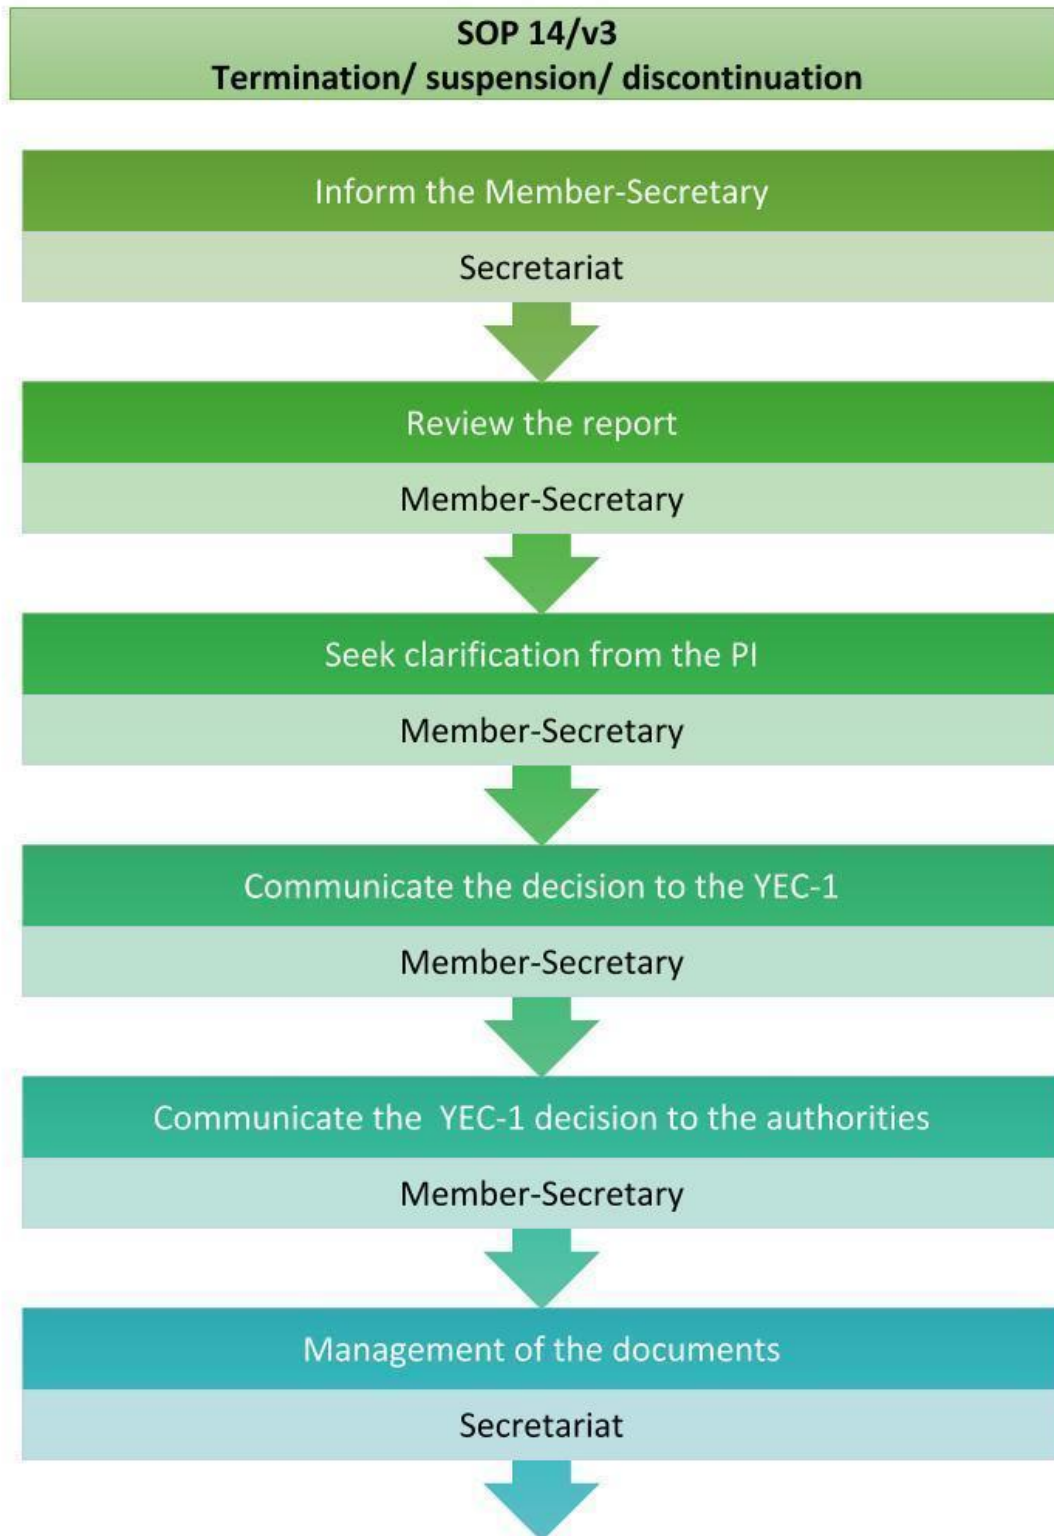 SOP 14/v3
Termination/ suspension/ discontinuation
Inform the Member-Secretary
Secretariat
Review the report
Member-Secretary
Seek clarification from the PI
Member-Secretary
Communicate the decision to the YEC-1
Member-Secretary
Communicate the  YEC-1 decision to the authorities
Member-Secretary
Management of the documents
Secretariat